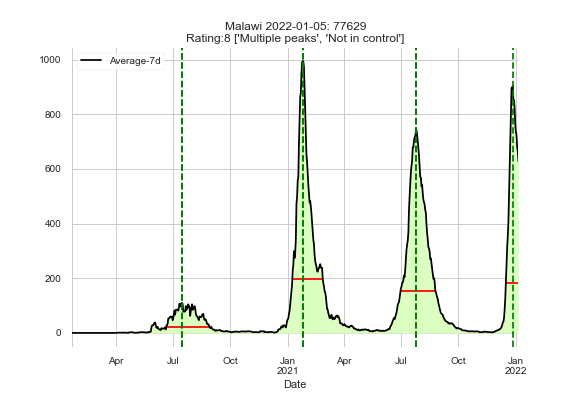 Malawi 2022-01-05: 77629
Rating:8 ['Multiple peaks', 'Not in control']
Average-7d
1000
800
600
400
200
0
Apr Jul Oct Jan Apr Jul Oct Jan
2021 2022
Date